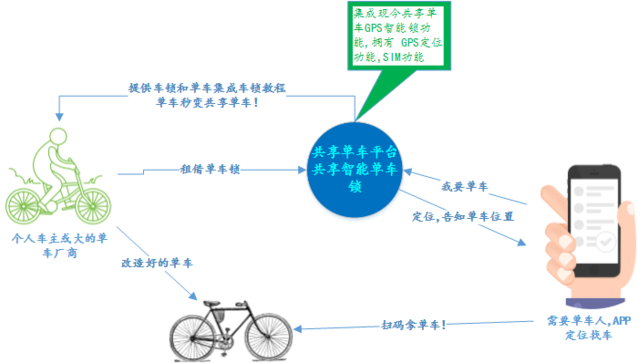 集成现今共享单
车GPS智能锁功
能,拥有 GPS定位
功能,SIM功能
提供车锁和单车集成车锁教程
单车秒变共享单车!
共享单车平台
共享智能单车
锁
租借单车锁
我要单车
定位,告知单车位置
个人车主或大的单
车厂商
改造好的单车
扫码拿单车!
需要单车人,APP
定位找车